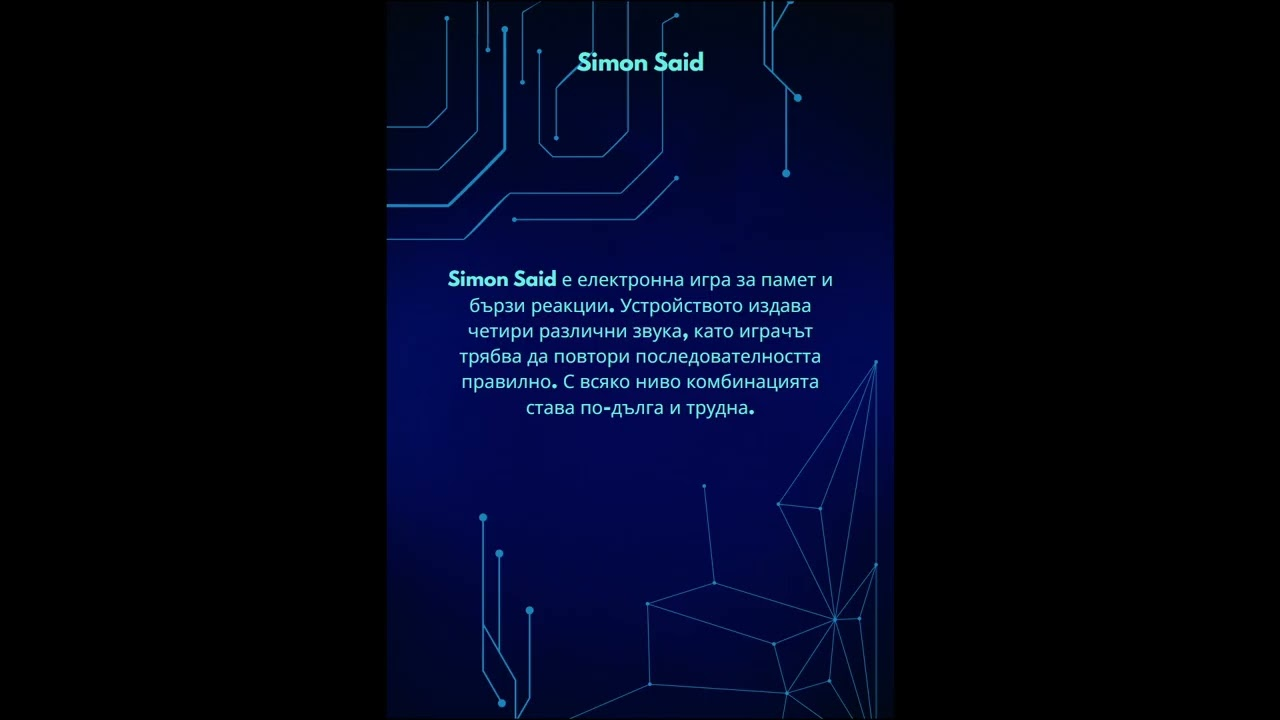 Simon Said
Simon Said е електронна игра за памет и
бързи реакции. Устройството издава
четири различни звука, като играчът
трябва да повтори последователността
правилно. С всяко ниво комбинацията
става по-дълга и трудна.